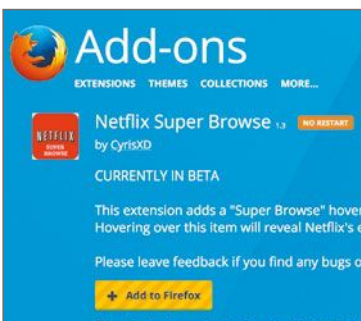 Add-ons
EXTENSIONS THEMES COLLECTIONS MORE...
NETFLIX
SUPER
BROWSE
Netflix Super Browse 1.3 NO RESTART
by CyrisXD
CURRENTLY IN BETA
This extension adds a "Super Browse" hover
Hovering over this item will reveal Netflix's e
Please leave feedback if you find any bugs o
+ Add to Firefox